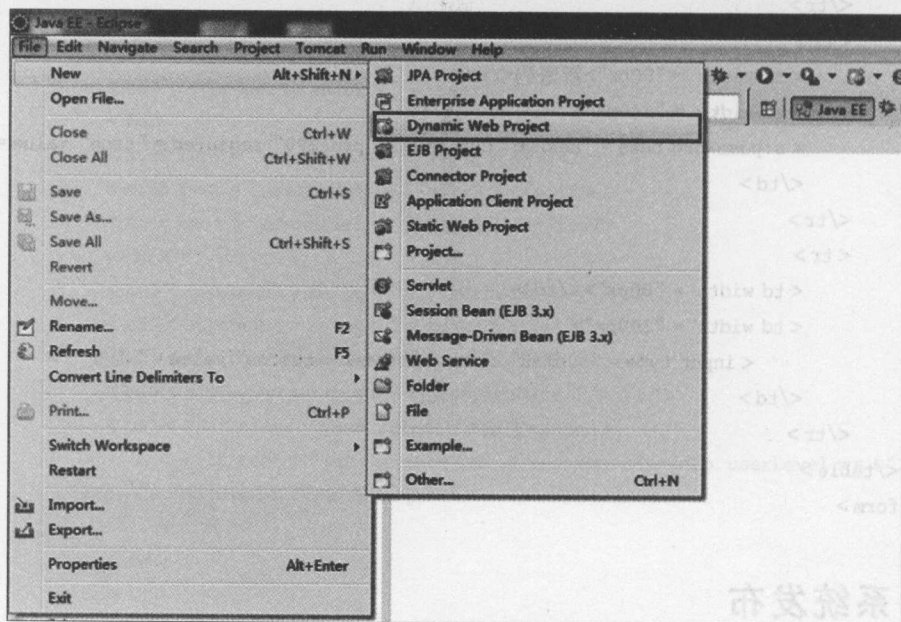 Java EE - Eclipse
File Edit Navigate Search Project Tomcat Run Window Help
New Alt+Shift+N
Open File...
Close Ctrl+W
Close All Ctrl+Shift+W
Save Ctrl+S
Save As...
Save All Ctrl+Shift+S
Revert
Move...
Rename... F2
Refresh F5
Convert Line Delimiters To
Print... Ctrl+P
Switch Workspace
Restart
Import...
Export...
Properties Alt+Enter
Exit
JPA Project
Enterprise Application Project
Dynamic Web Project
EJB Project
Connector Project
Application Client Project
Static Web Project
Project...
Servlet
Session Bean (EJB 3.x)
Message-Driven Bean (EJB 3.x)
Web Service
Folder
File
Example...
Other... Ctrl+N
Java EE
</tr>
</td>
</tr>
<tr>
</td>
</tr>
</table>
系统发布